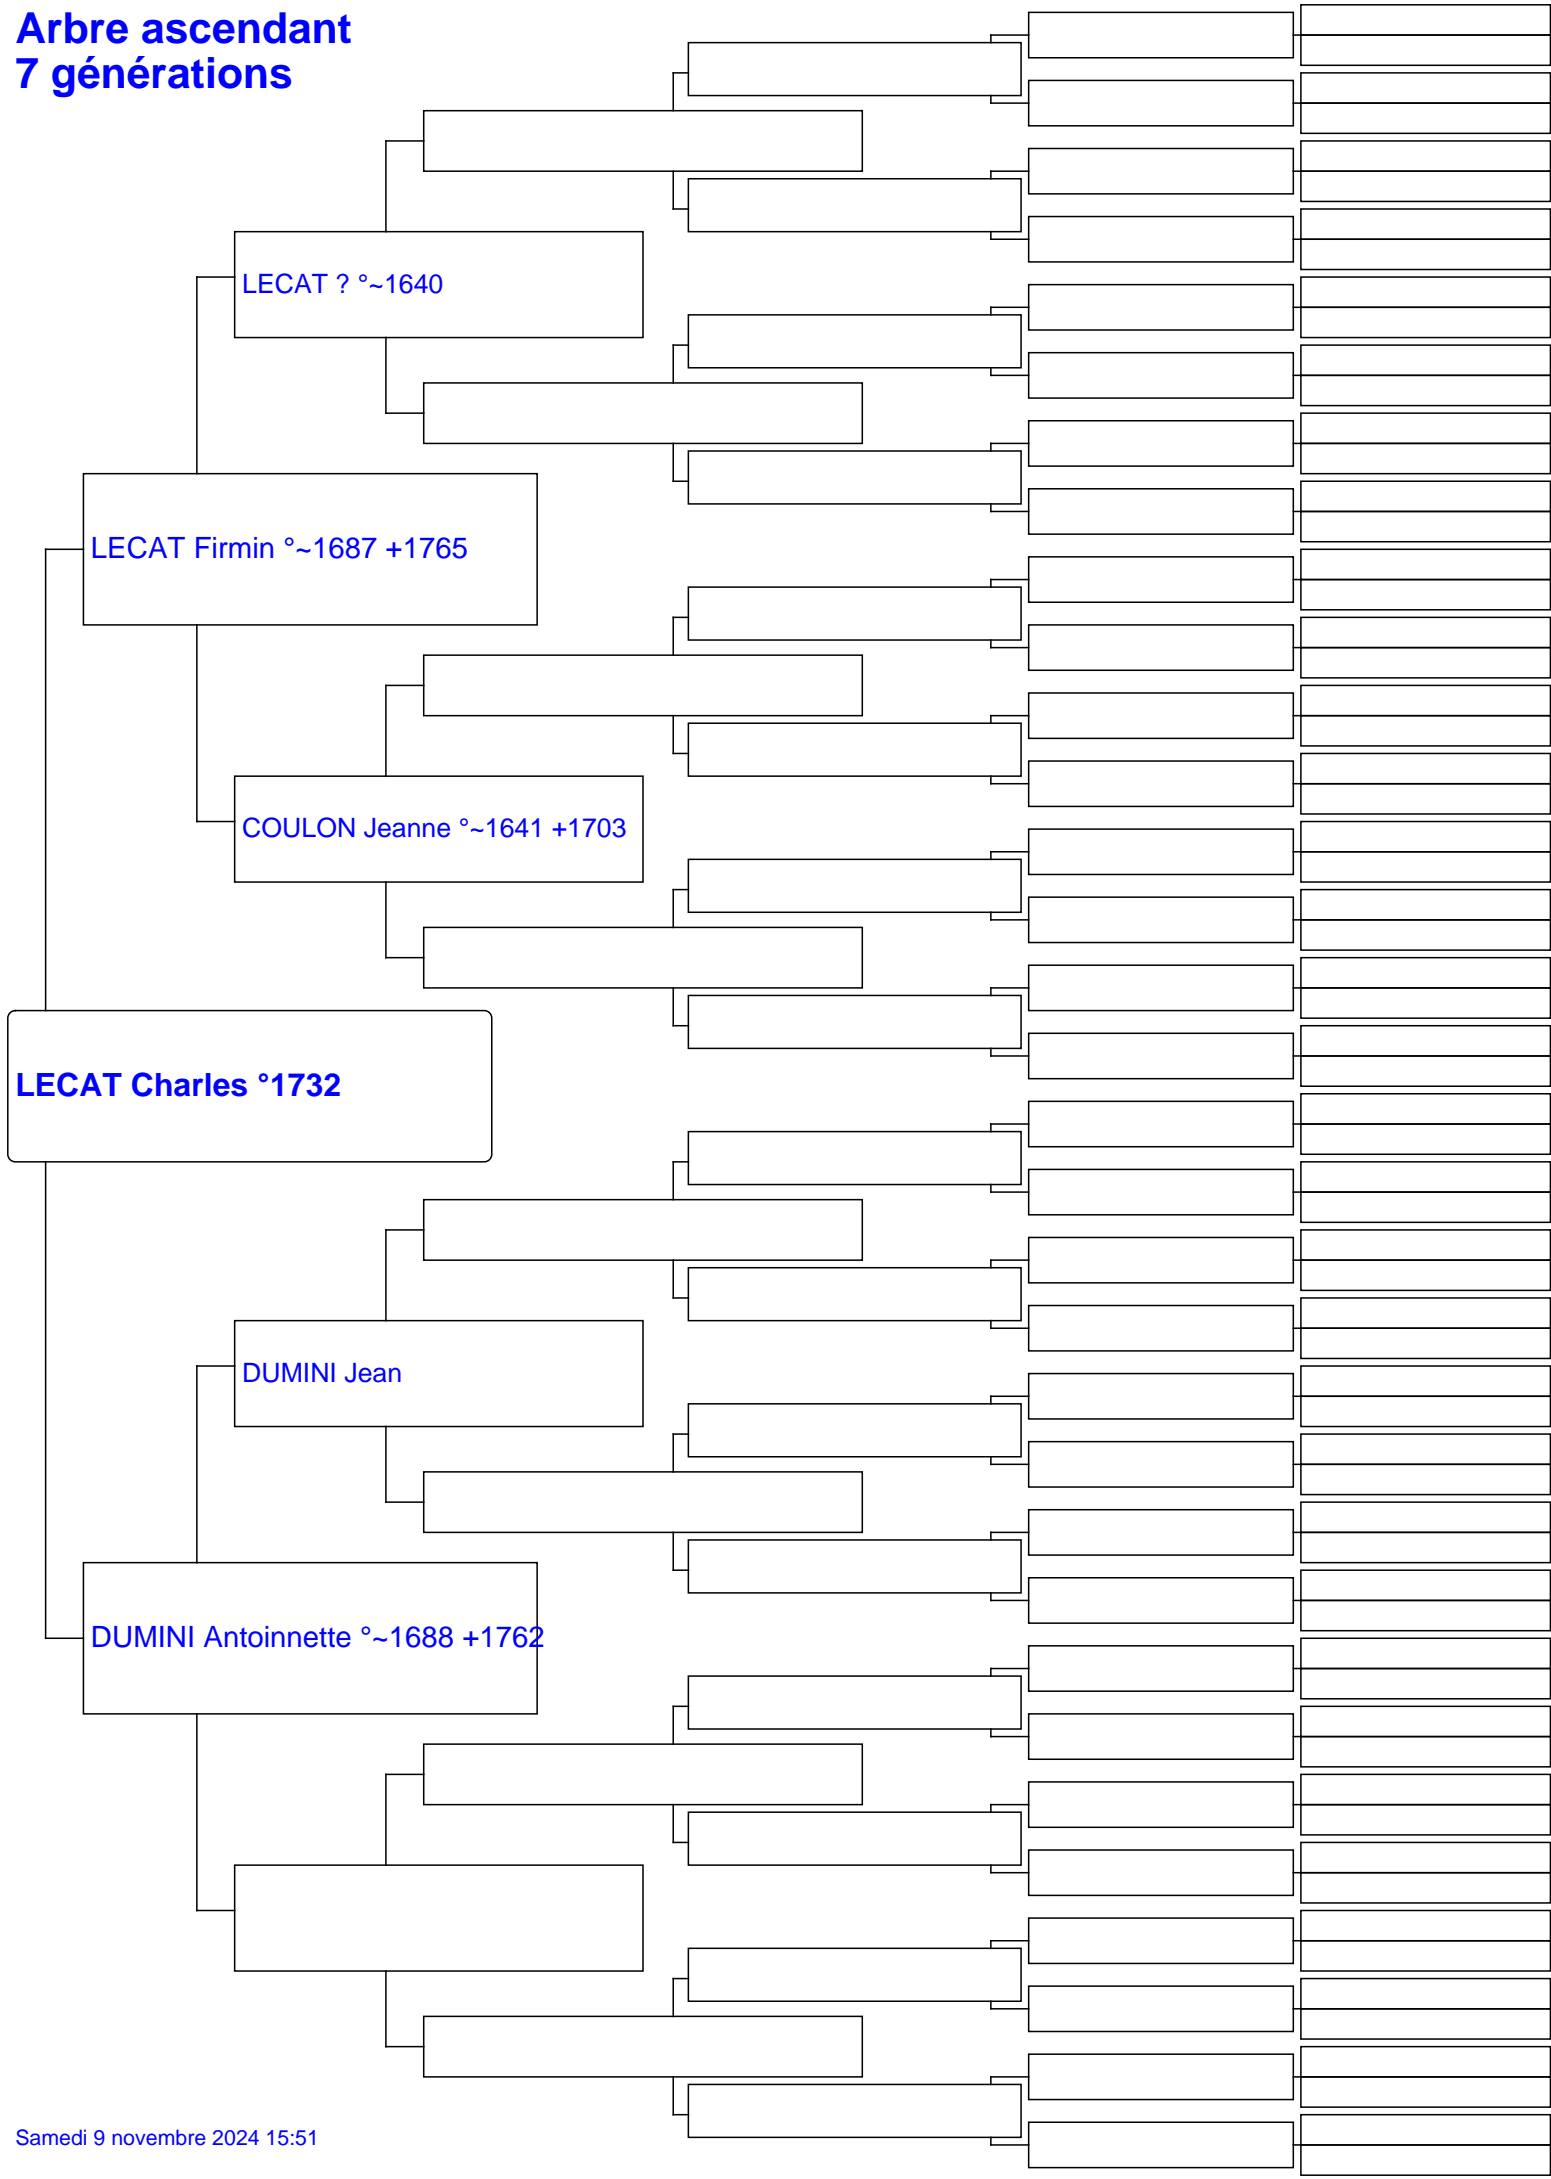 Arbre ascendant
7 générations
LECAT ? °~1640
LECAT Firmin °~1687 +1765
COULON Jeanne °~1641 +1703
LECAT Charles °1732
DUMINI Jean
DUMINI Antoinnette °~1688 +1762
Samedi 9 novembre 2024 15:51